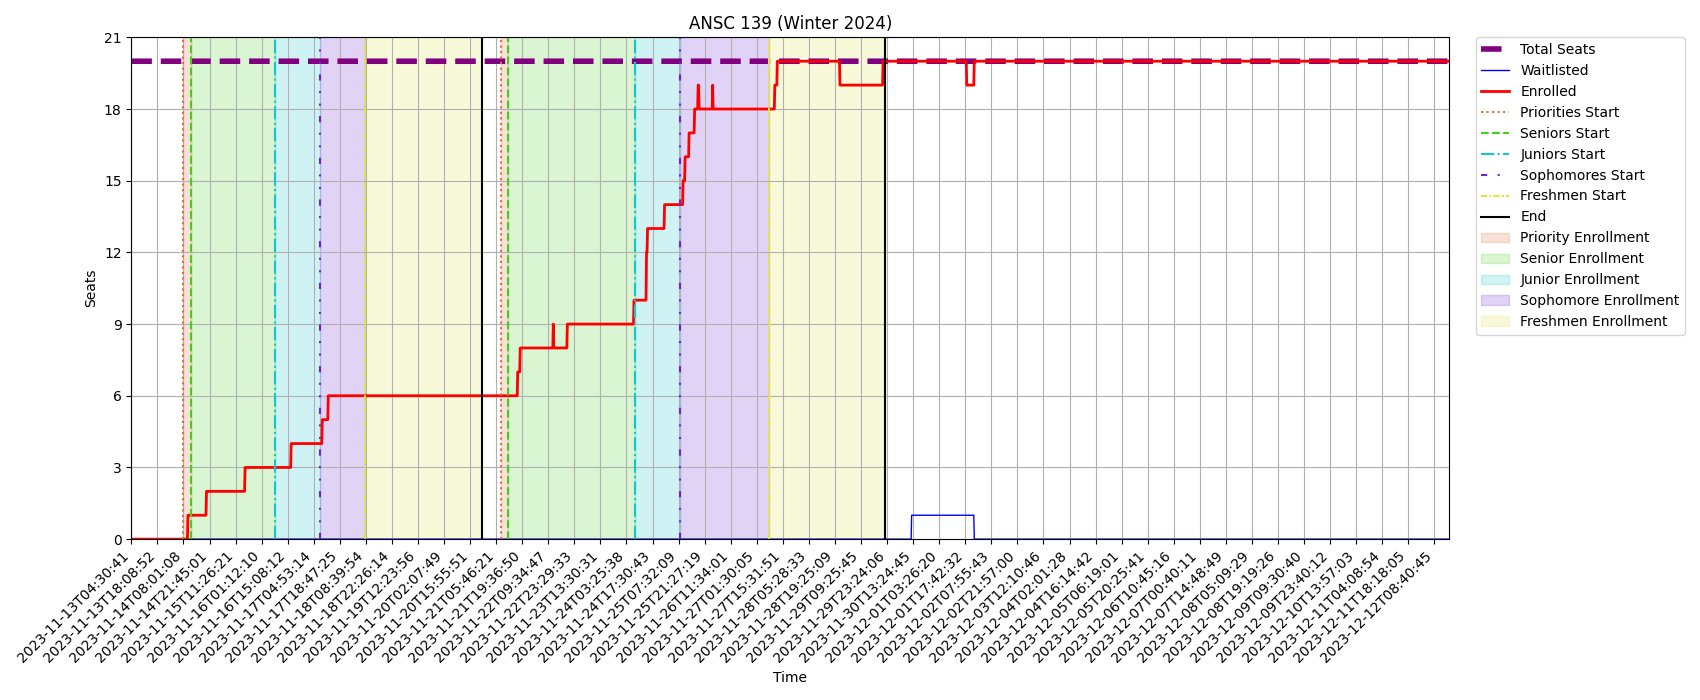 ANSC 139 (Winter 2024)
21
18
15
12
9
6
3
0
Seats
2023-11-13T04:30:41
2023-11-13T18:08:52
2023-11-14T08:01:08
2023-11-14T21:45:01
2023-11-15T11:26:21
2023-11-16T01:12:10
2023-11-16T15:08:12
2023-11-17T04:53:14
2023-11-17T18:47:25
2023-11-18T08:39:54
2023-11-18T22:26:14
2023-11-19T12:23:56
2023-11-20T02:07:49
2023-11-20T15:55:51
2023-11-21T05:46:21
2023-11-21T19:36:50
2023-11-22T09:34:47
2023-11-22T23:29:33
2023-11-23T13:30:31
2023-11-24T03:25:38
2023-11-24T17:30:43
2023-11-25T07:32:09
2023-11-25T21:27:19
2023-11-26T11:34:01
2023-11-27T01:30:05
2023-11-27T15:31:51
2023-11-28T05:28:33
2023-11-28T19:25:09
2023-11-29T09:25:45
2023-11-29T23:24:06
2023-11-30T13:24:45
2023-12-01T03:26:20
2023-12-01T17:42:32
2023-12-02T07:55:43
2023-12-02T21:57:00
2023-12-03T12:10:46
2023-12-04T02:01:28
2023-12-04T16:14:42
2023-12-05T06:19:01
2023-12-05T20:25:41
2023-12-06T10:45:16
2023-12-07T00:40:11
2023-12-07T14:48:49
2023-12-08T05:09:29
2023-12-08T19:19:26
2023-12-09T09:30:40
2023-12-09T23:40:12
2023-12-10T13:57:03
2023-12-11T04:08:54
2023-12-11T18:18:05
2023-12-12T08:40:45
Time
Total Seats
Waitlisted
Enrolled
Priorities Start
Seniors Start
Juniors Start
Sophomores Start
Freshmen Start
End
Priority Enrollment
Senior Enrollment
Junior Enrollment
Sophomore Enrollment
Freshmen Enrollment